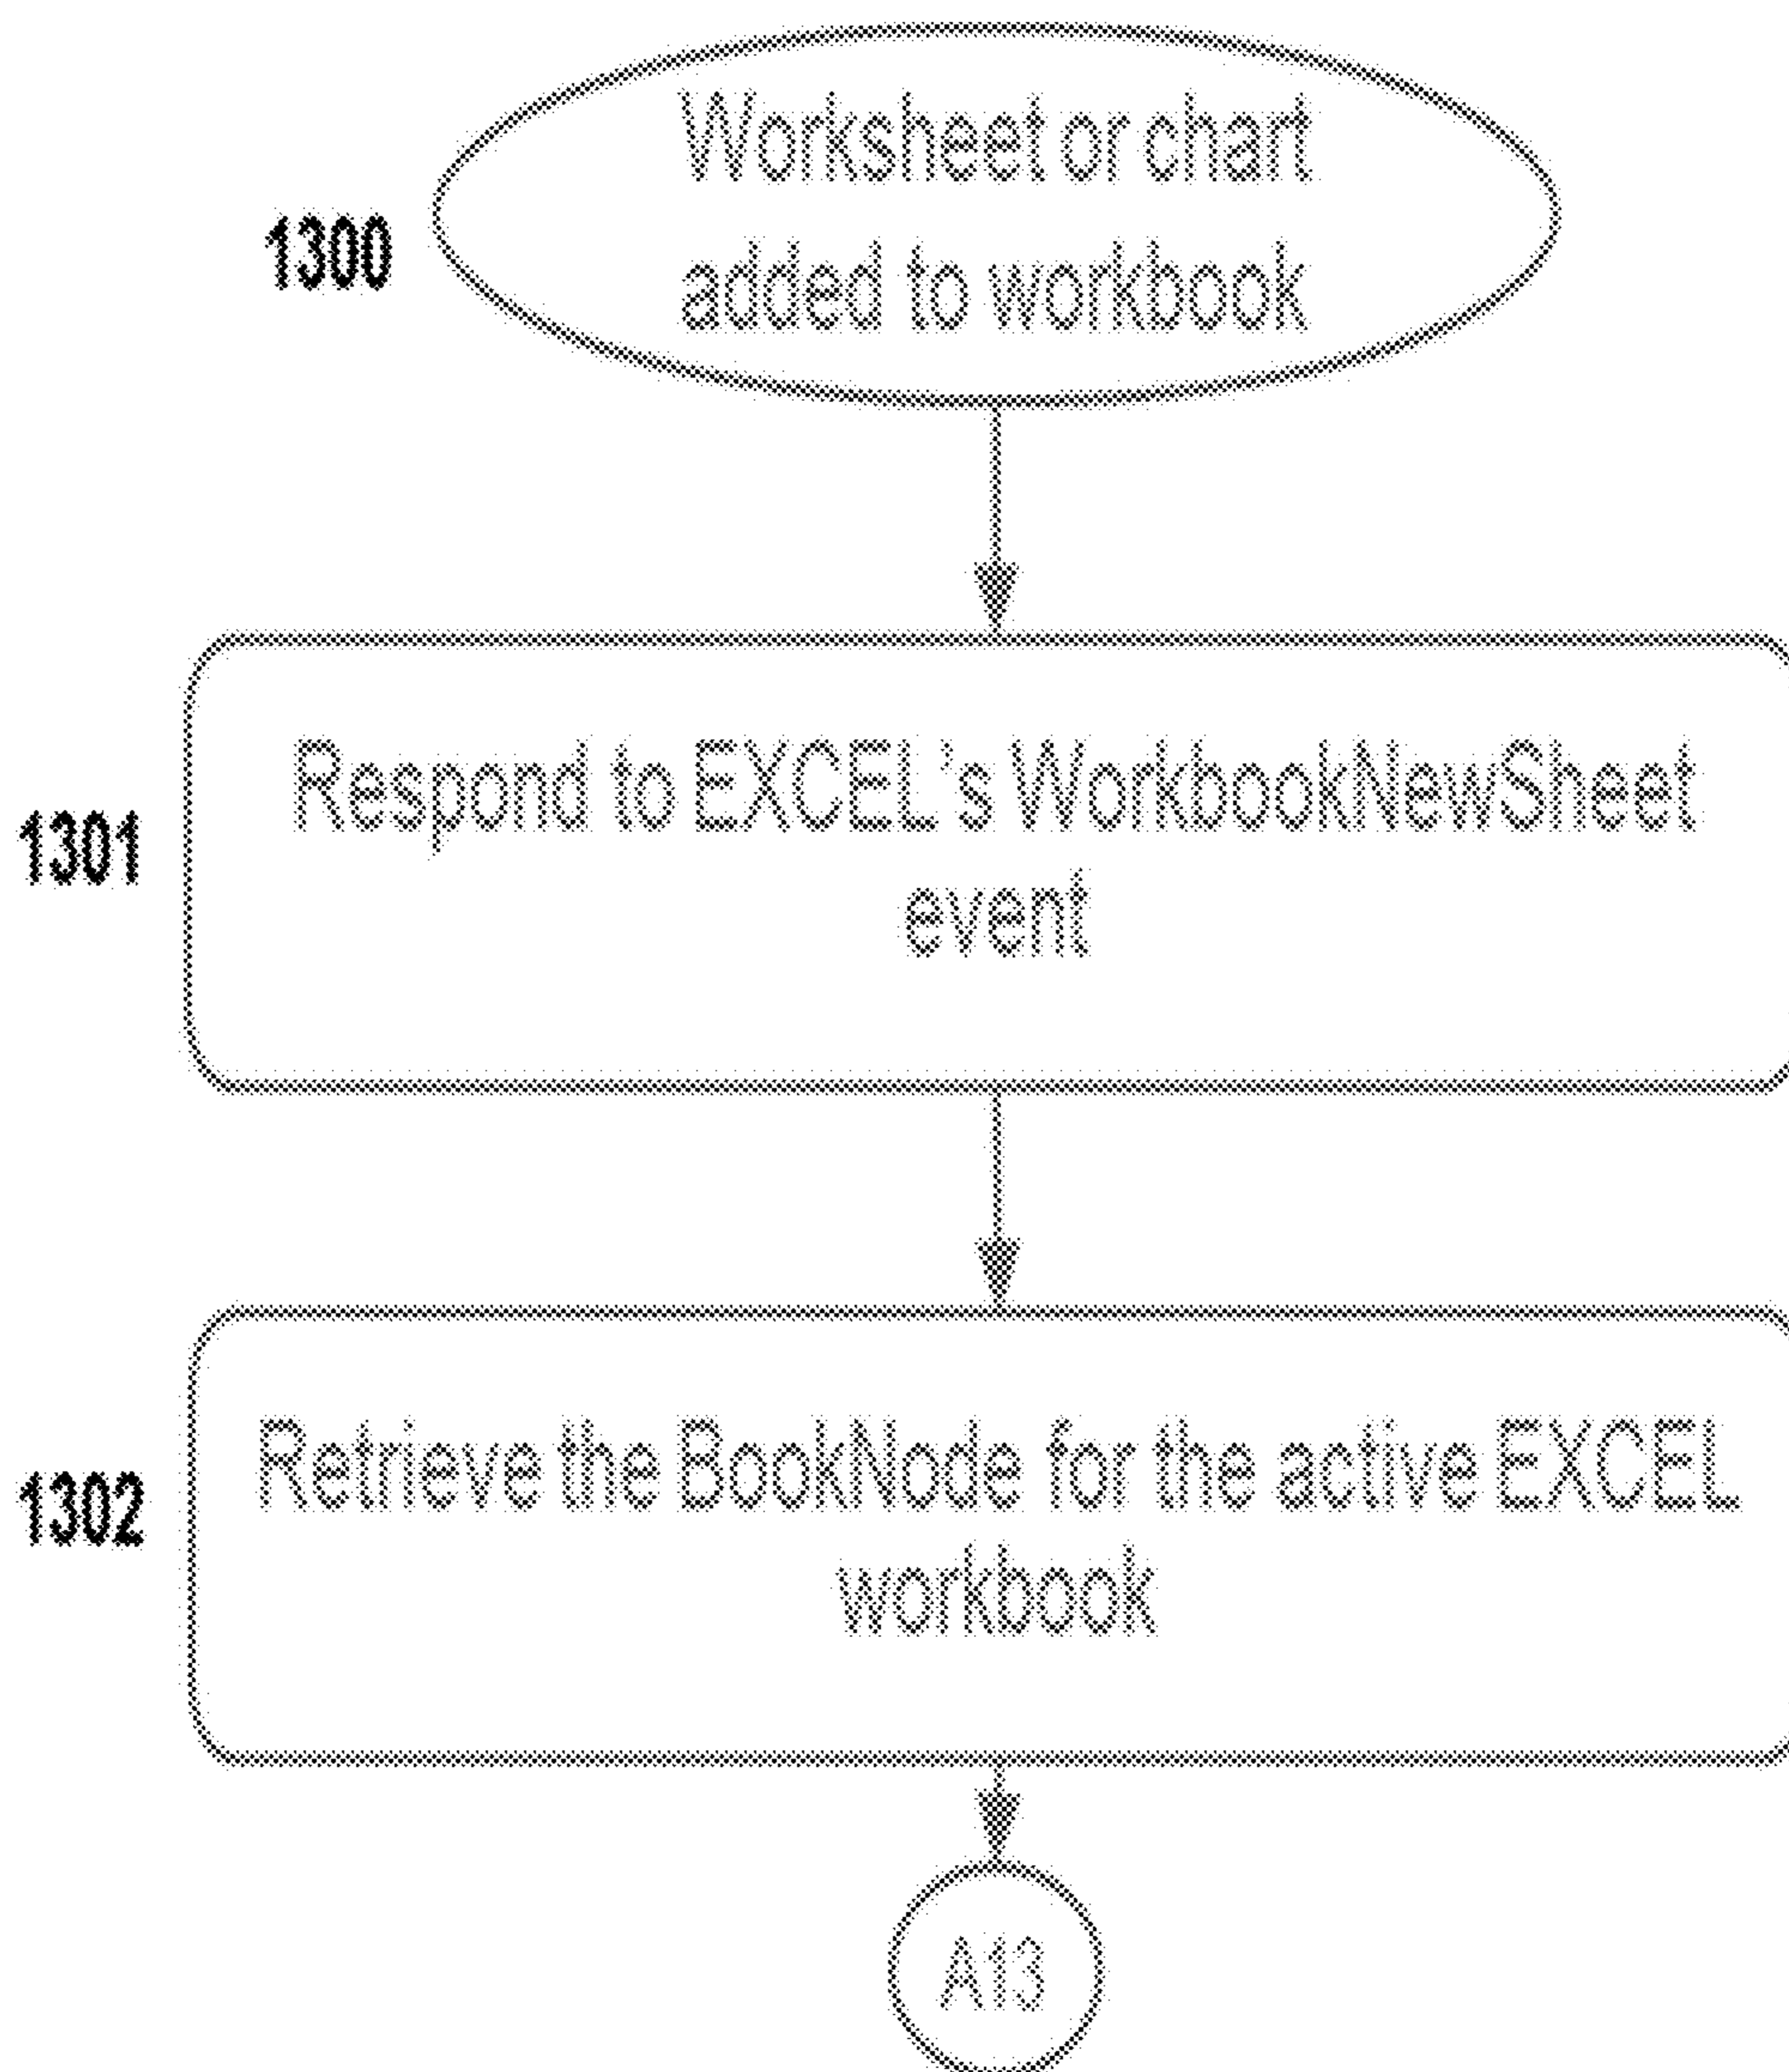 Worksheet or chart
added to workbook
1300
Respond to EXCEL's WorkbookNewSheet
event
1301
Retrieve the BookNode for the active EXCEL
workbook
1302
A13